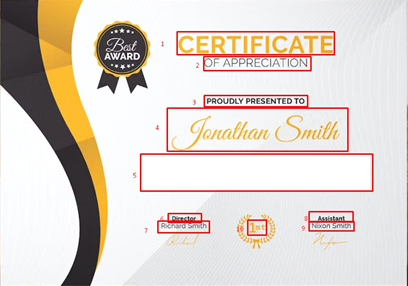 Best
AWARD
1 CERTIFICATE
2 OF APPRECIATION
3 PROUDLY PRESENTED TO
4 Jonathan Smith
5
6 Director
7 Richard Smith
10 1st
8 Assistant
9 Nixon Smith